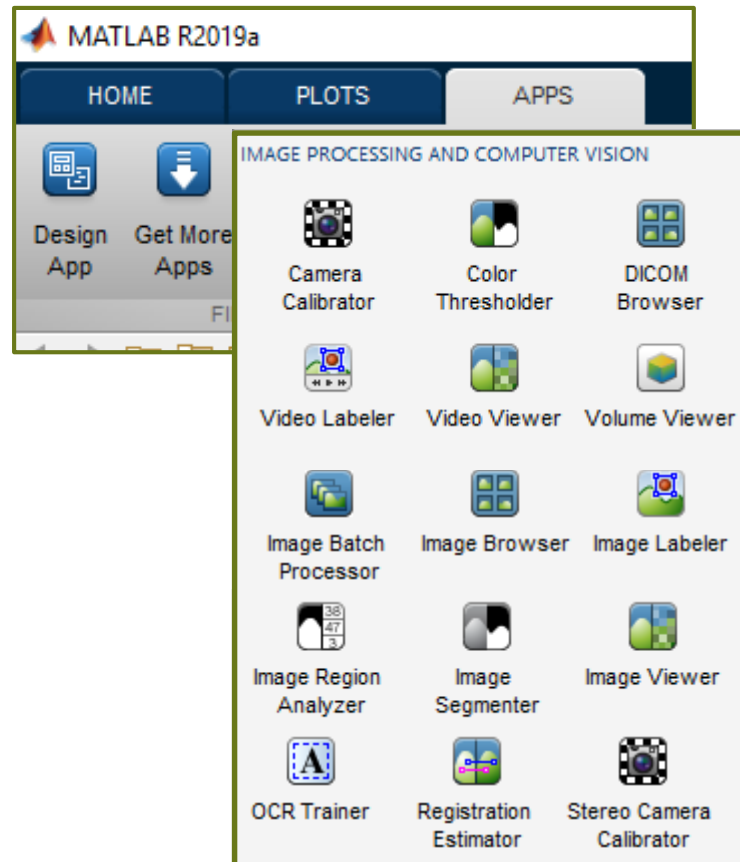 MATLAB R2019a
HOME PLOTS APPS
Design App
Get More Apps
FI
IMAGE PROCESSING AND COMPUTER VISION
Camera Calibrator
Color Thresholder
DICOM Browser
Video Labeler
Video Viewer
Volume Viewer
Image Batch Processor
Image Browser
Image Labeler
38
47
3
Image Region Analyzer
Image Segmenter
Image Viewer
A
OCR Trainer
Registration Estimator
Stereo Camera Calibrator